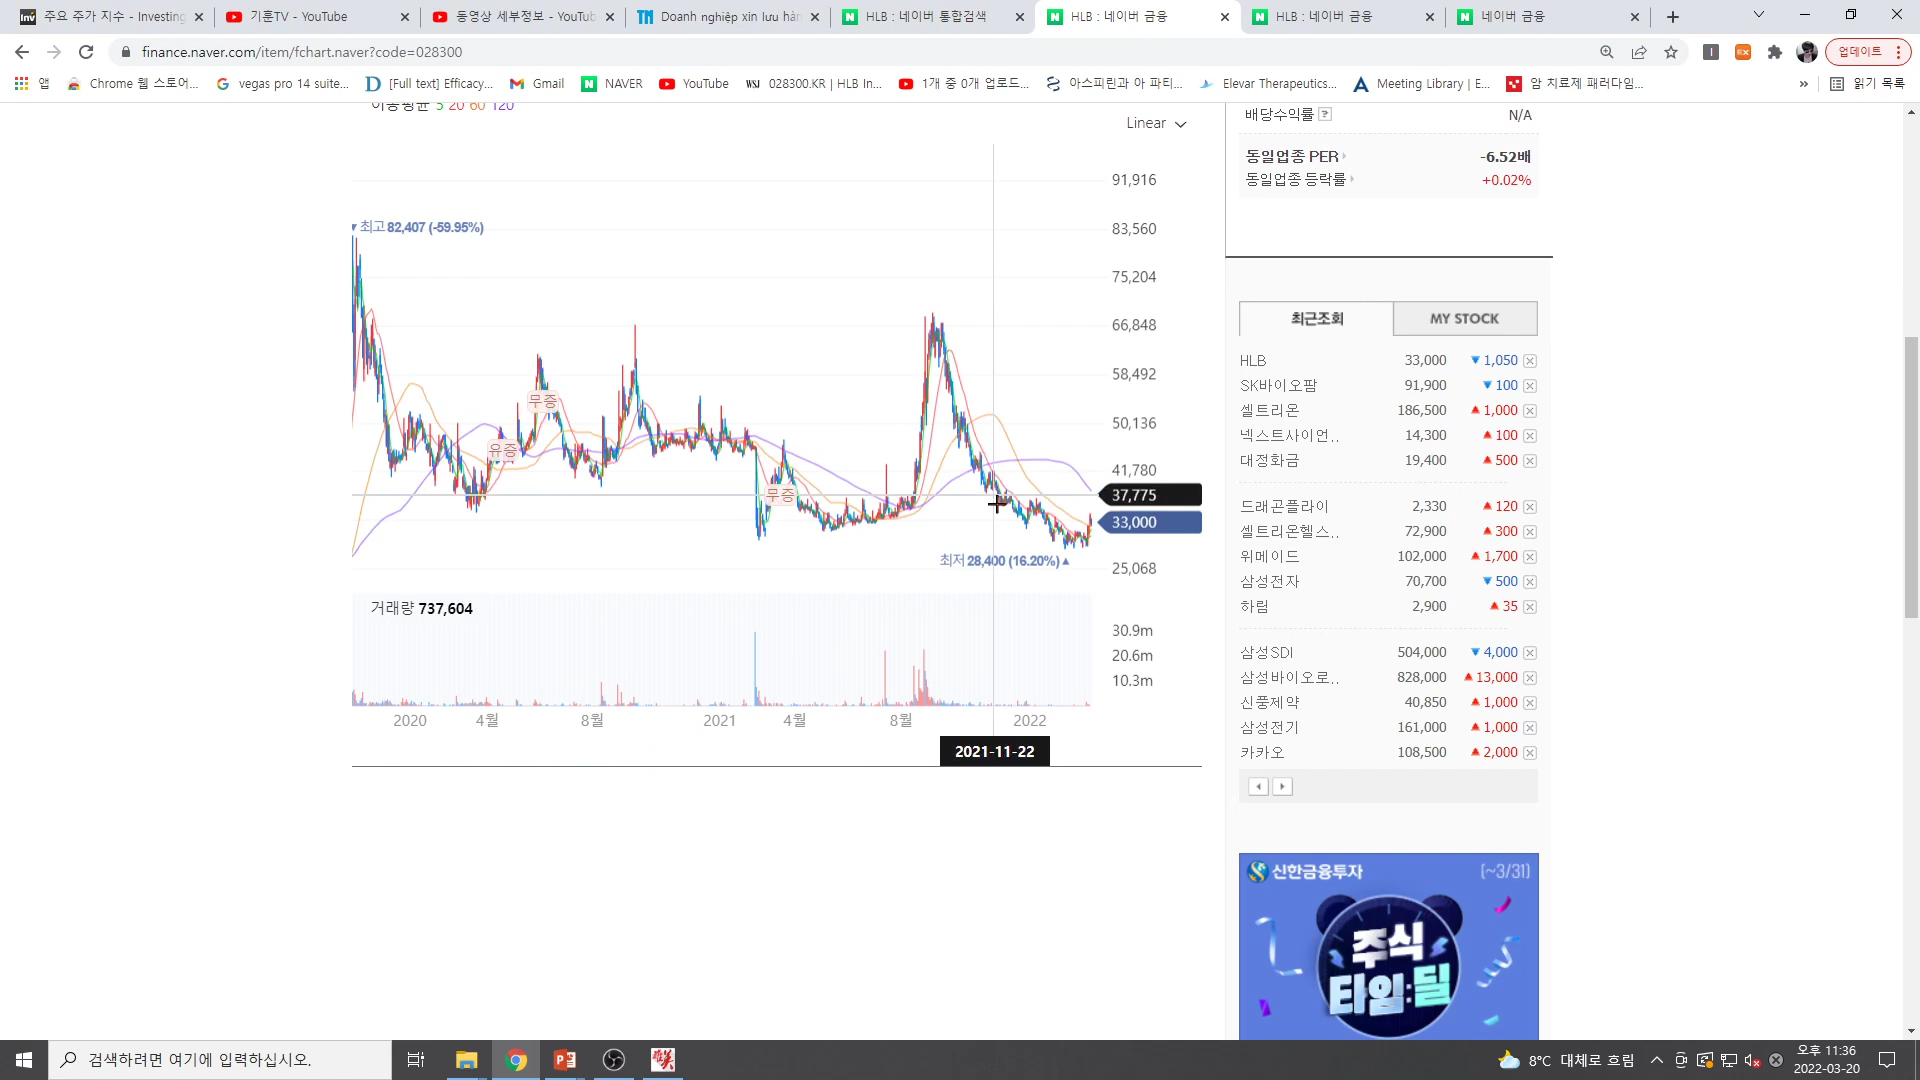 주요 주가 지수 - Investing
기훈TV - YouTube
동영상 세부정보 - YouTub
Doanh nghiệp xin lưu hàn
HLB : 네이버 통합검색
HLB : 네이버 금융
HLB : 네이버 금융
네이버 금융
finance.naver.com/item/fchart.naver?code=028300
업데이트
앱
Chrome 웹 스토어...
vegas pro 14 suite...
[Full text] Efficacy...
Gmail
NAVER
YouTube
WSJ 028300.KR | HLB In...
1개 중 0개 업로드...
아스피린과 아 파티...
Elevar Therapeutics...
Meeting Library | E...
암 치료제 패러다임...
»
읽기 목록
이동평균 5 20 60 120
Linear
91,916
83,560
75,204
66,848
58,492
50,136
41,780
37,775
33,000
25,068
최고 82,407 (-59.95%)
무증
유증
무증
최저 28,400 (16.20%)
거래량 737,604
30.9m
20.6m
10.3m
2020 4월 8월 2021 4월 8월 2022
2021-11-22
배당수익률 ? N/A
동일업종 PER -6.52배
동일업종 등락률 +0.02%
최근조회 MY STOCK
HLB 33,000 ▼1,050
SK바이오팜 91,900 ▼100
셀트리온 186,500 ▲1,000
넥스트사이언.. 14,300 ▲100
대정화금 19,400 ▲500
드래곤플라이 2,330 ▲120
셀트리온헬스.. 72,900 ▲300
위메이드 102,000 ▲1,700
삼성전자 70,700 ▼500
하림 2,900 ▲35
삼성SDI 504,000 ▼4,000
삼성바이오로.. 828,000 ▲13,000
신풍제약 40,850 ▲1,000
삼성전기 161,000 ▲1,000
카카오 108,500 ▲2,000
신한금융투자 (~3/31)
주식
타임:딜
검색하려면 여기에 입력하십시오.
8°C 대체로 흐림
오후 11:36
2022-03-20